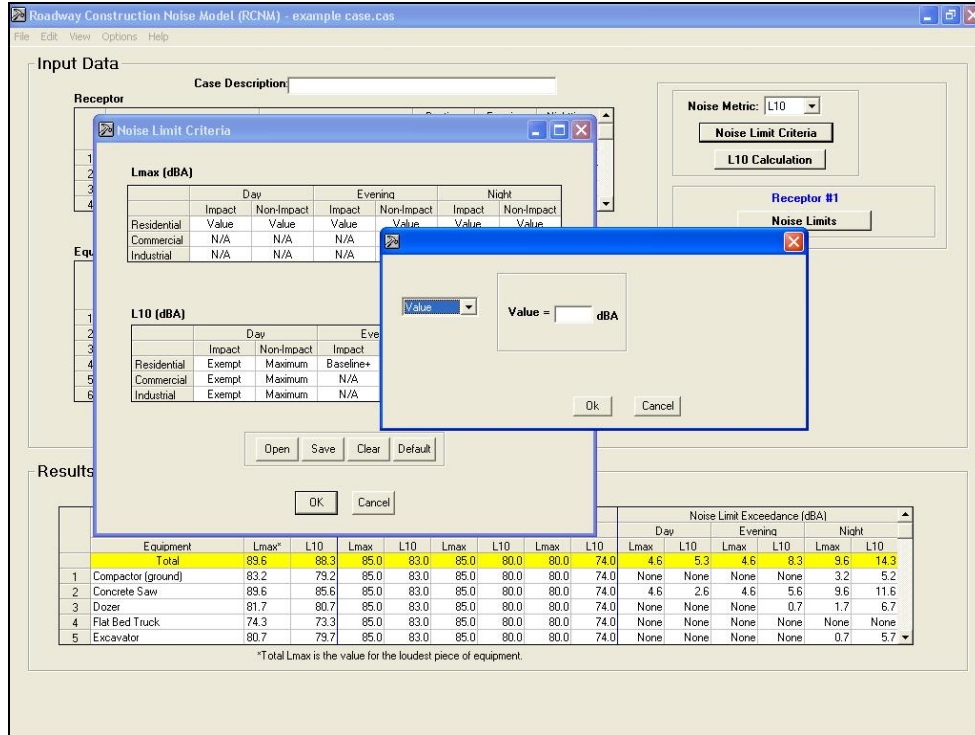 Roadway Construction Noise Model (RCNM) - example case.cas
File Edit View Options Help
Input Data
Case Description:
Receptor
Noise Metric: L10
Noise Limit Criteria
L10 Calculation
Receptor #1
Noise Limits
1
2
3
4
Equ
1
2
3
4
5
6
Noise Limit Criteria
Lmax (dBA)
Day Evening Night
Impact Non-Impact Impact Non-Impact Impact Non-Impact
Residential Value Value Value Value Value Value
Commercial N/A N/A N/A
Industrial N/A N/A N/A
L10 (dBA)
Day Eve
Impact Non-Impact Impact
Residential Exempt Maximum Baseline+
Commercial Exempt Maximum N/A
Industrial Exempt Maximum N/A
Open Save Clear Default
OK Cancel
Value
Value = dBA
Ok Cancel
Results
Noise Limit Exceedance (dBA)
Day Evening Night
Equipment Lmax* L10 Lmax L10 Lmax L10 Lmax L10 Lmax L10 Lmax L10 Lmax L10
Total 89.6 88.3 85.0 83.0 85.0 80.0 80.0 74.0 4.6 5.3 4.6 8.3 9.6 14.3
1 Compactor (ground) 83.2 79.2 85.0 83.0 85.0 80.0 80.0 74.0 None None None None 3.2 5.2
2 Concrete Saw 89.6 85.6 85.0 83.0 85.0 80.0 80.0 74.0 4.6 2.6 4.6 5.6 9.6 11.6
3 Dozer 81.7 80.7 85.0 83.0 85.0 80.0 80.0 74.0 None None None 0.7 1.7 6.7
4 Flat Bed Truck 74.3 73.3 85.0 83.0 85.0 80.0 80.0 74.0 None None None None None None
5 Excavator 80.7 79.7 85.0 83.0 85.0 80.0 80.0 74.0 None None None None 0.7 5.7
*Total Lmax is the value for the loudest piece of equipment.